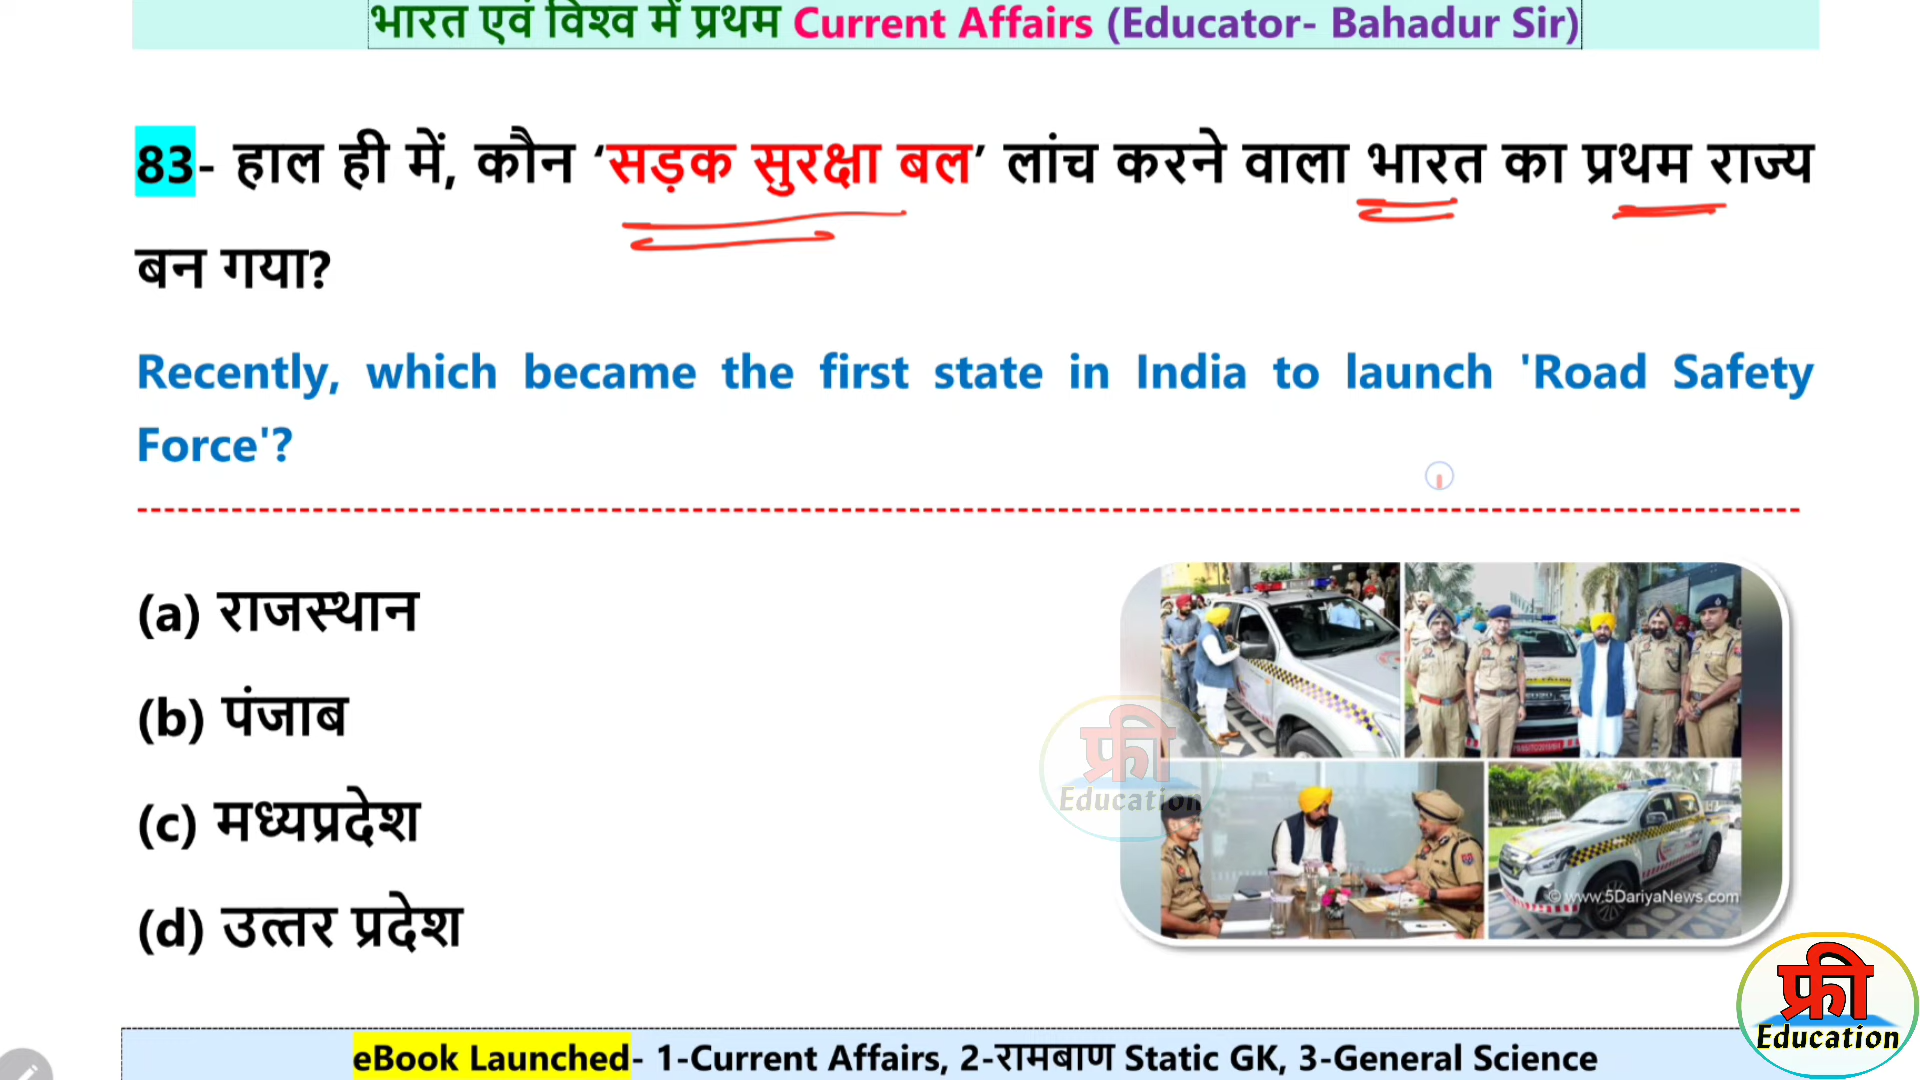 भारत एवं विश्व में प्रथम Current Affairs (Educator- Bahadur Sir)
83- हाल ही में, कौन ‘सड़क सुरक्षा बल’ लांच करने वाला भारत का प्रथम राज्य
बन गया?
Recently, which became the first state in India to launch 'Road Safety
Force'?
(a) राजस्थान
(b) पंजाब
(c) मध्यप्रदेश
(d) उत्तर प्रदेश
फ्री
Education
© www.5DariyaNews.com
फ्री
Education
eBook Launched- 1-Current Affairs, 2-रामबाण Static GK, 3-General Science